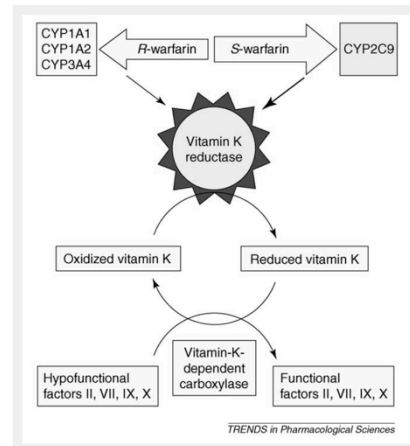 CYP1A1
CYP1A2
CYP3A4
R-warfarin
S-warfarin
CYP2C9
Vitamin K
reductase
Oxidized vitamin K
Reduced vitamin K
Hypofunctional
factors II, VII, IX, X
Vitamin-K-
dependent
carboxylase
Functional
factors II, VII, IX, X
TRENDS in Pharmacological Sciences